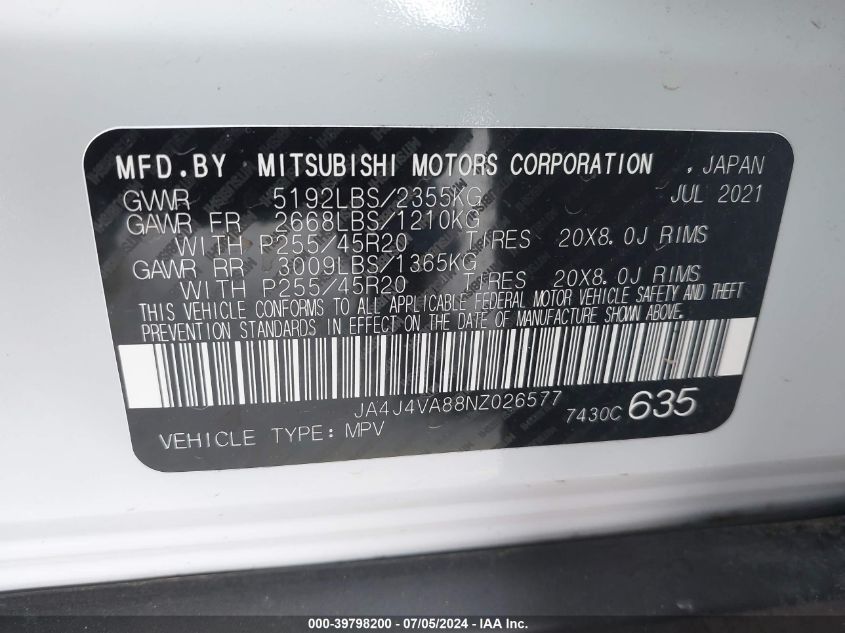 MFD.BY MITSUBISHI MOTORS CORPORATION , JAPAN
GVWR 5192LBS/2355KG JUL 2021
GAWR FR 2668LBS/1210KG
WITH P255/45R20 TIRES 20X8.0J RIMS
GAWR RR 3009LBS/1365KG
WITH P255/45R20 TIRES 20X8.0J RIMS
THIS VEHICLE CONFORMS TO ALL APPLICABLE FEDERAL MOTOR VEHICLE SAFETY AND THEFT
PREVENTION STANDARDS IN EFFECT ON THE DATE OF MANUFACTURE SHOWN ABOVE.
JA4J4VA88NZ026577
VEHICLE TYPE: MPV 7430C 635
000-39798200 - 07/05/2024 - IAA Inc.